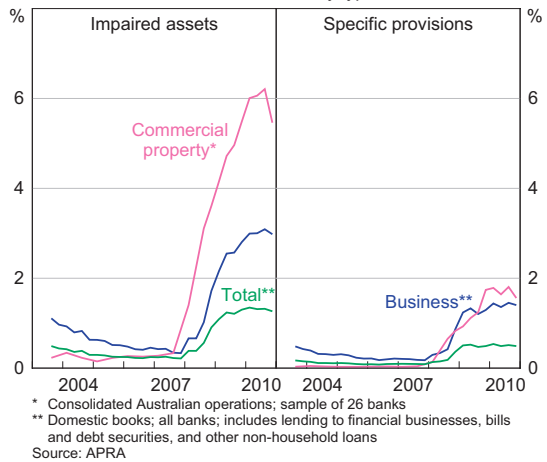 %
Impaired assets
Specific provisions
%
6
6
Commercial
property*
4
4
2
2
Total**
Business**
0
0
2004
2007
2010
2004
2007
2010
* Consolidated Australian operations; sample of 26 banks
** Domestic books; all banks; includes lending to financial businesses, bills
and debt securities, and other non-household loans
Source: APRA